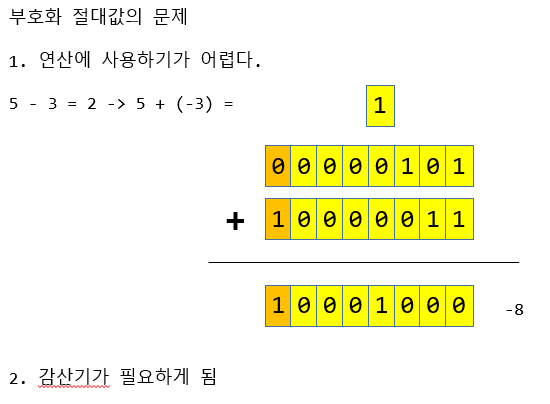 부호화 절대값의 문제
1. 연산에 사용하기가 어렵다.
5 - 3 = 2 -> 5 + (-3) =
1
0 0 0 0 0 1 0 1
+ 1 0 0 0 0 0 1 1
1 0 0 0 1 0 0 0 -8
2. 감산기가 필요하게 됨